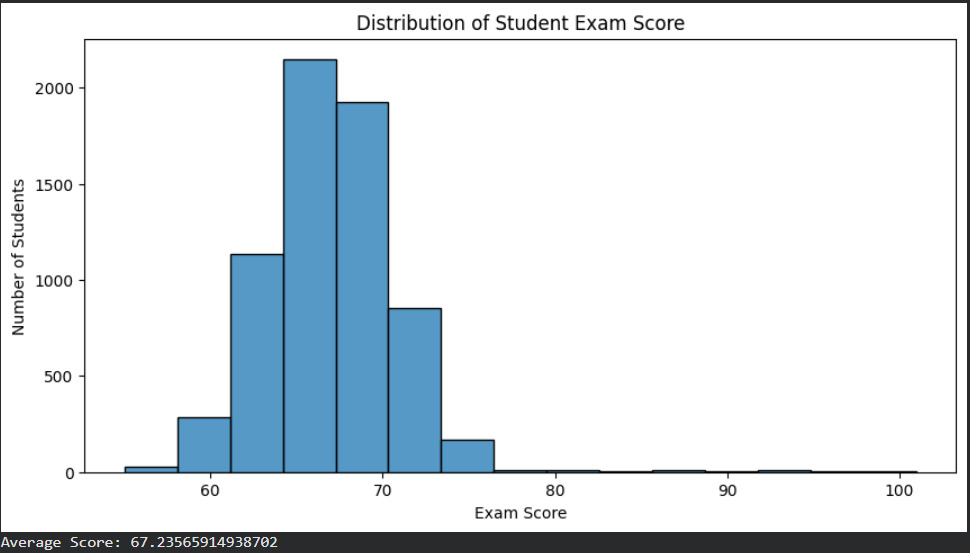 Distribution of Student Exam Score
Number of Students
2000
1500
1000
500
0
60 70 80 90 100
Exam Score
Average Score: 67.23565914938702